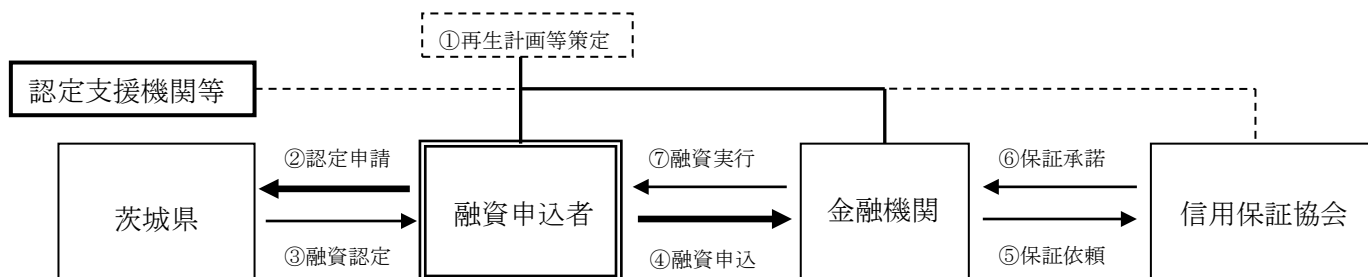 ①再生計画等策定
認定支援機関等
②認定申請
⑦融資実行
⑥保証承諾
茨城県
融資申込者
金融機関
信用保証協会
③融資認定
④融資申込
⑤保証依頼